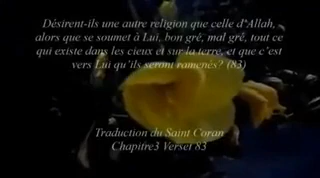 Désirent-ils une autre religion que celle d'Allah,
alors que se soumet à Lui, bon gré, mal gré, tout ce
qui existe dans les cieux et sur la terre, et que c'est
vers Lui qu'ils seront ramenés? (83)
Traduction du Saint Coran
Chapitre3 Verset 83